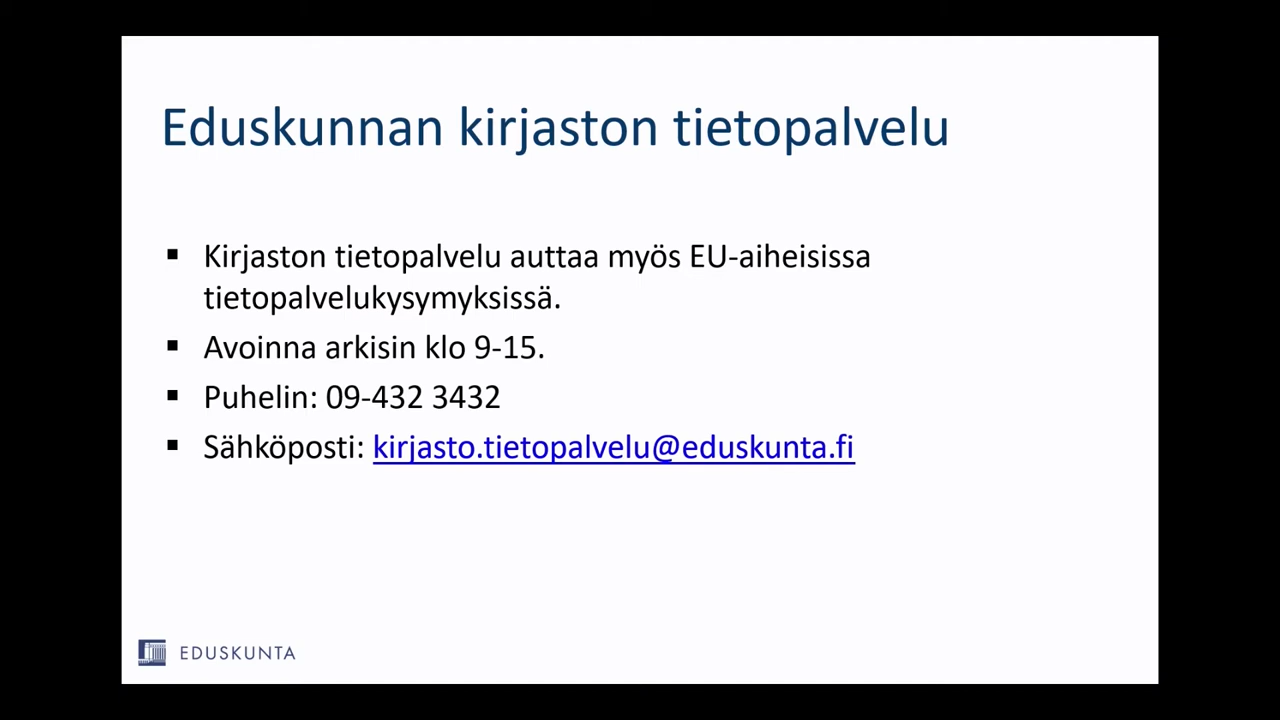 Eduskunnan kirjaston tietopalvelu
▪ Kirjaston tietopalvelu auttaa myös EU-aiheisissa
tietopalvelukysymyksissä.
▪ Avoinna arkisin klo 9-15.
▪ Puhelin: 09-432 3432
▪ Sähköposti: kirjasto.tietopalvelu@eduskunta.fi
EDUSKUNTA